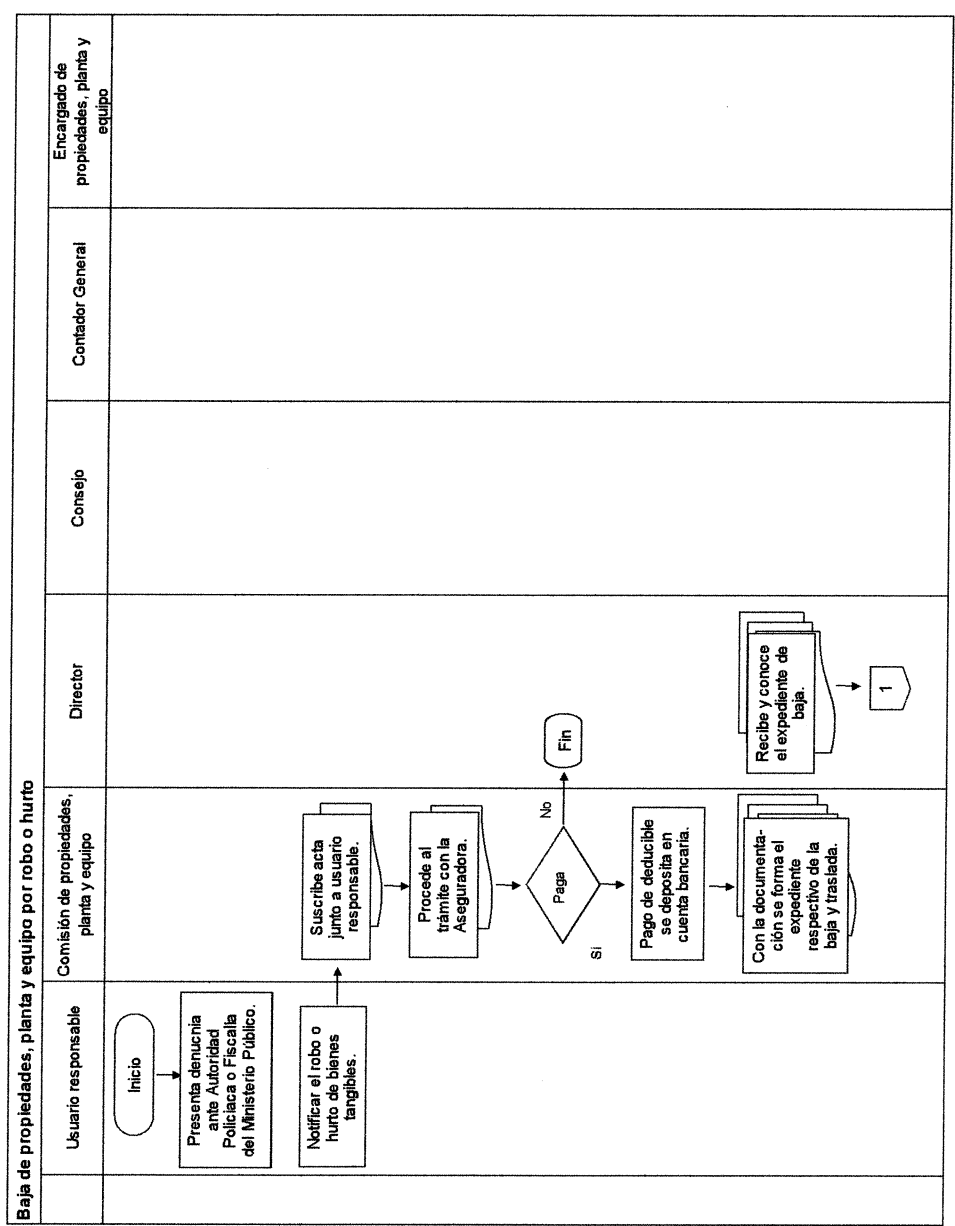 Baja de propiedades, planta y equipo por robo o hurto
Usuario responsable
Comisión de propiedades,
planta y equipo
Director
Consejo
Contador General
Encargado de
propiedades, planta y
equipo
Inicio
Presenta denucnia
ante Autoridad
Policiaca o Fiscalia
del Ministerio Público.
Notificar el robo o
hurto de bienes
tangibles.
Suscribe acta
junto a usuario
responsable.
Procede al
trámite con la
Aseguradora.
Paga
No
Fin
Si
Pago de deducible
se deposita en
cuenta bancaria.
Con la documenta-
ción se forma el
expediente
respectivo de la
baja y traslada.
Recibe y conoce
el expediente de
baja.
1